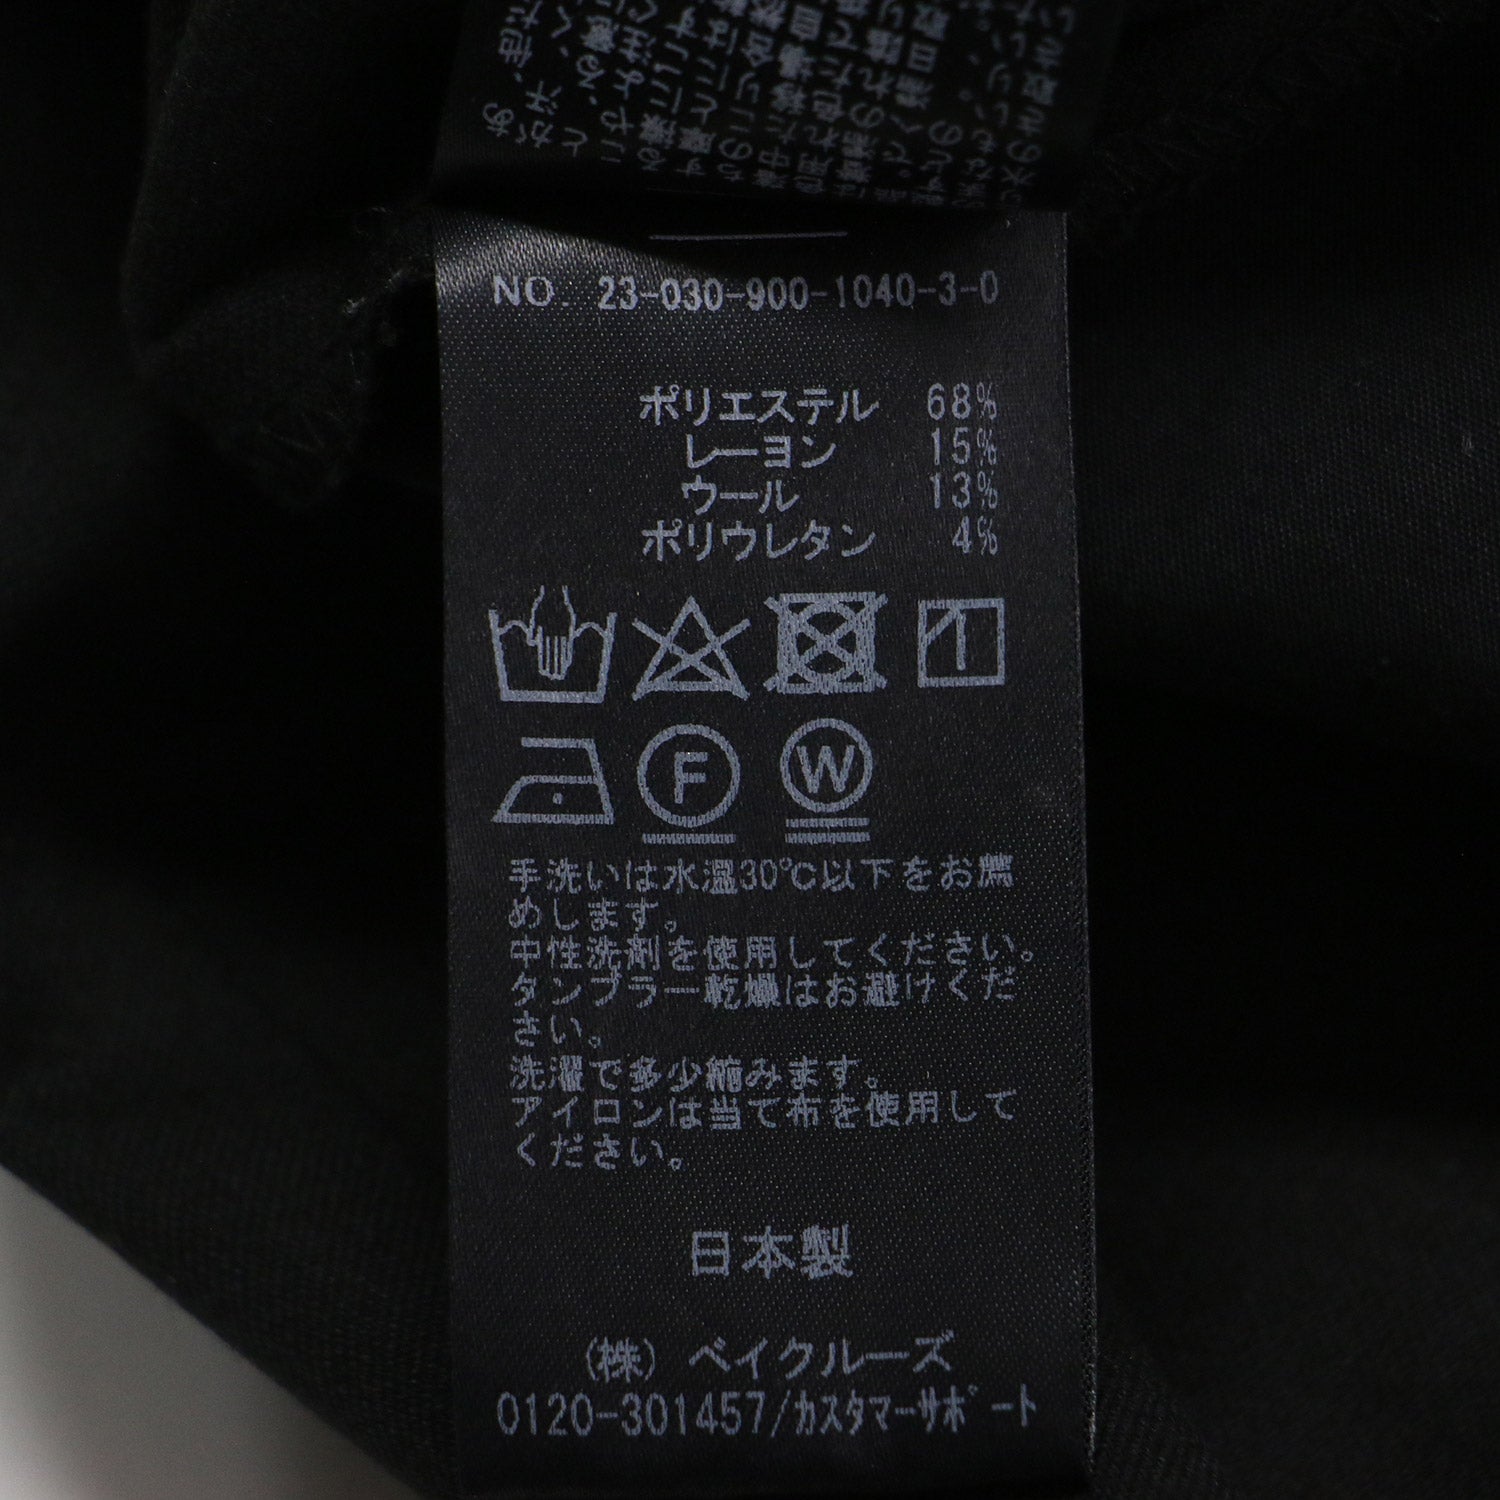 NO. 23-030-900-1040-3-0
ポリエステル 68%
レーヨン 15%
ウール 13%
ポリウレタン 4%
F W
手洗いは水温30℃以下をお薦
めします。
中性洗剤を使用してください。
タンブラー乾燥はお避けくだ
さい。
洗濯で多少縮みます。
アイロンは当て布を使用して
ください。
日本製
(株) ベイクルーズ
0120-301457/カスタマーサポート